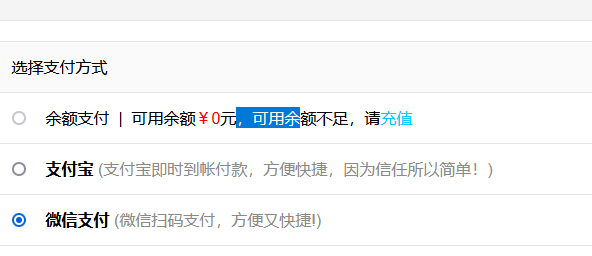 选择支付方式
余额支付 | 可用余额￥0元，可用余额不足，请充值
支付宝 (支付宝即时到帐付款，方便快捷，因为信任所以简单！)
微信支付 (微信扫码支付，方便又快捷!)